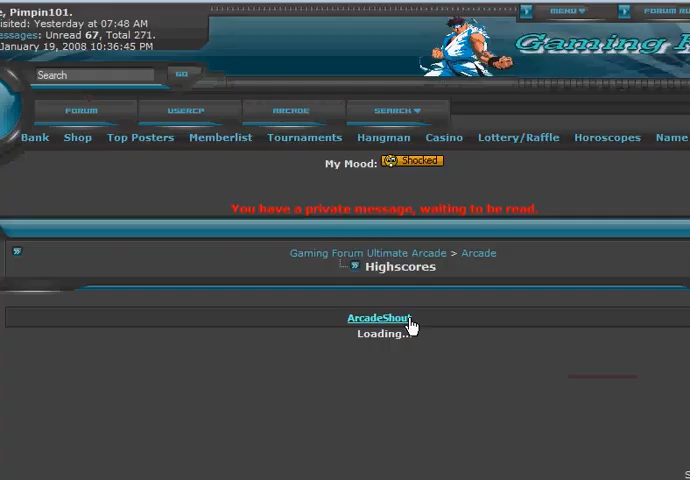 e, Pimpin101.
isited: Yesterday at 07:48 AM
essages: Unread 67, Total 271.
January 19, 2008 10:36:45 PM
MENU
FORUM RU
Gaming F
Search
GO
FORUM
USERCP
ARCADE
SEARCH
Bank Shop Top Posters Memberlist Tournaments Hangman Casino Lottery/Raffle Horoscopes Name
My Mood: Shocked
You have a private message, waiting to be read.
Gaming Forum Ultimate Arcade > Arcade
Highscores
ArcadeShout
Loading...
S